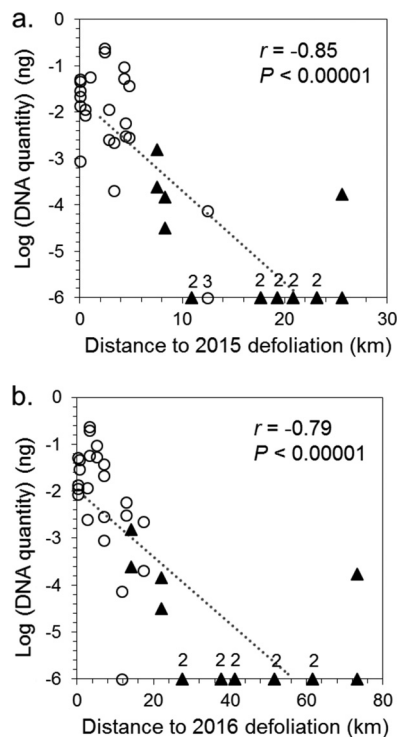 a.
Log (DNA quantity) (ng)
0
-1
-2
-3
-4
-5
-6
r = -0.85
P < 0.00001
2 3 2 2 2 2
0 10 20 30
Distance to 2015 defoliation (km)
b.
Log (DNA quantity) (ng)
0
-1
-2
-3
-4
-5
-6
r = -0.79
P < 0.00001
2 2 2 2 2
0 20 40 60 80
Distance to 2016 defoliation (km)